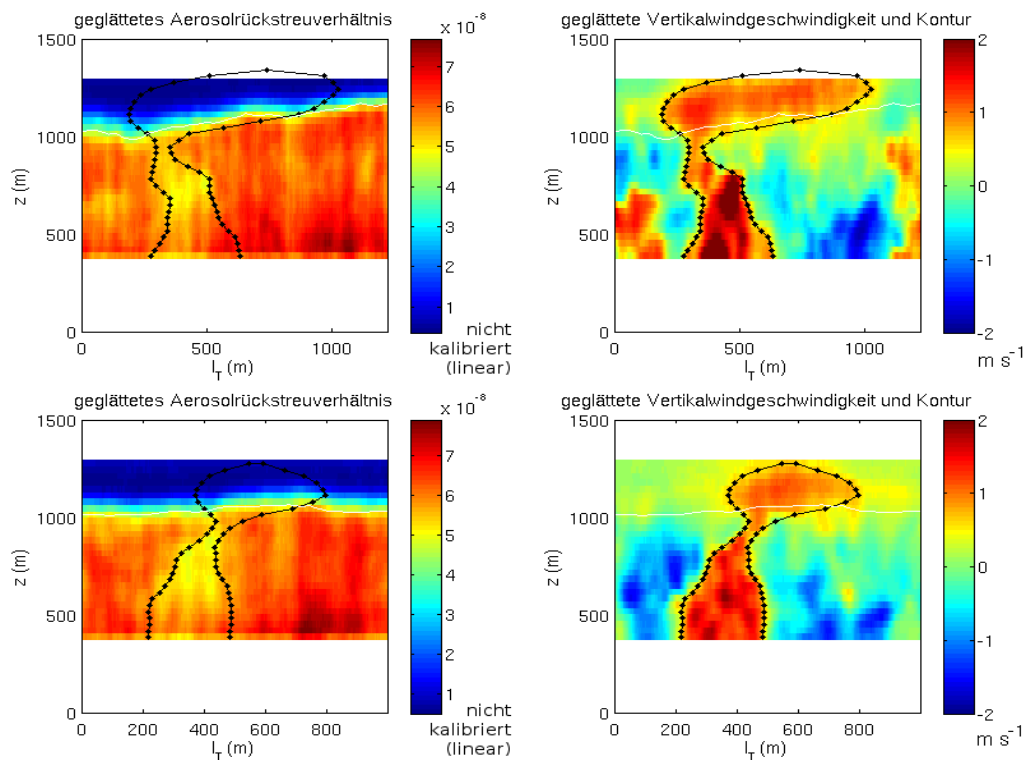 geglättetes Aerosolrückstreuverhältnis
x 10⁻⁸
1500
1000
500
0
z (m)
0
500
1000
l_T (m)
7
6
5
4
3
2
1
nicht
kalibriert
(linear)
geglättete Vertikalwindgeschwindigkeit und Kontur
1500
1000
500
0
z (m)
0
500
1000
l_T (m)
2
1
0
-1
-2
m s⁻¹
geglättetes Aerosolrückstreuverhältnis
x 10⁻⁸
1500
1000
500
0
z (m)
0
200
400
600
800
l_T (m)
7
6
5
4
3
2
1
nicht
kalibriert
(linear)
geglättete Vertikalwindgeschwindigkeit und Kontur
1500
1000
500
0
z (m)
0
200
400
600
800
l_T (m)
2
1
0
-1
-2
m s⁻¹